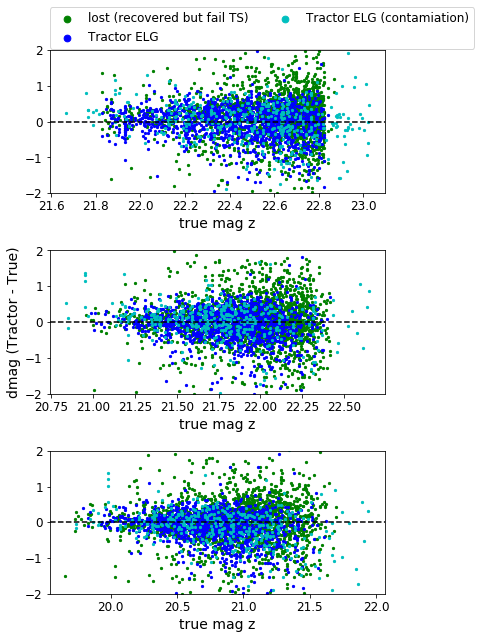 lost (recovered but fail TS)
Tractor ELG
Tractor ELG (contamiation)
2
1
0
−1
−2
21.6 21.8 22.0 22.2 22.4 22.6 22.8 23.0
true mag z
dmag (Tractor - True)
2
1
0
−1
−2
20.75 21.00 21.25 21.50 21.75 22.00 22.25 22.50
true mag z
2
1
0
−1
−2
20.0 20.5 21.0 21.5 22.0
true mag z